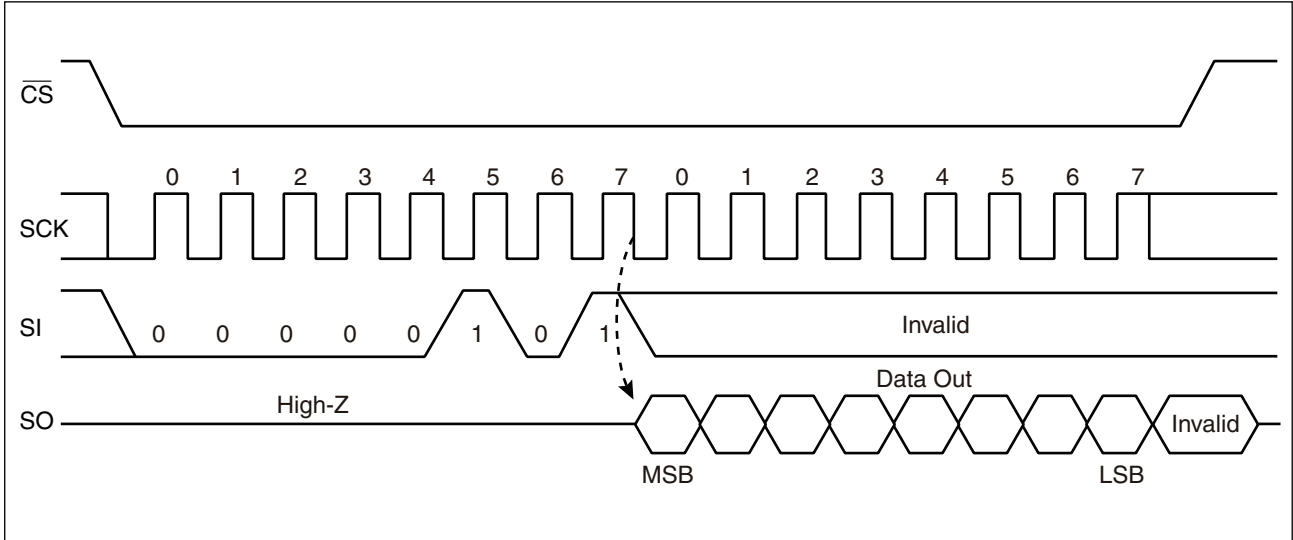 CS
0 1 2 3 4 5 6 7 0 1 2 3 4 5 6 7
SCK
SI 0 0 0 0 0 1 0 1 Invalid
Data Out
High-Z
SO Invalid
MSB LSB